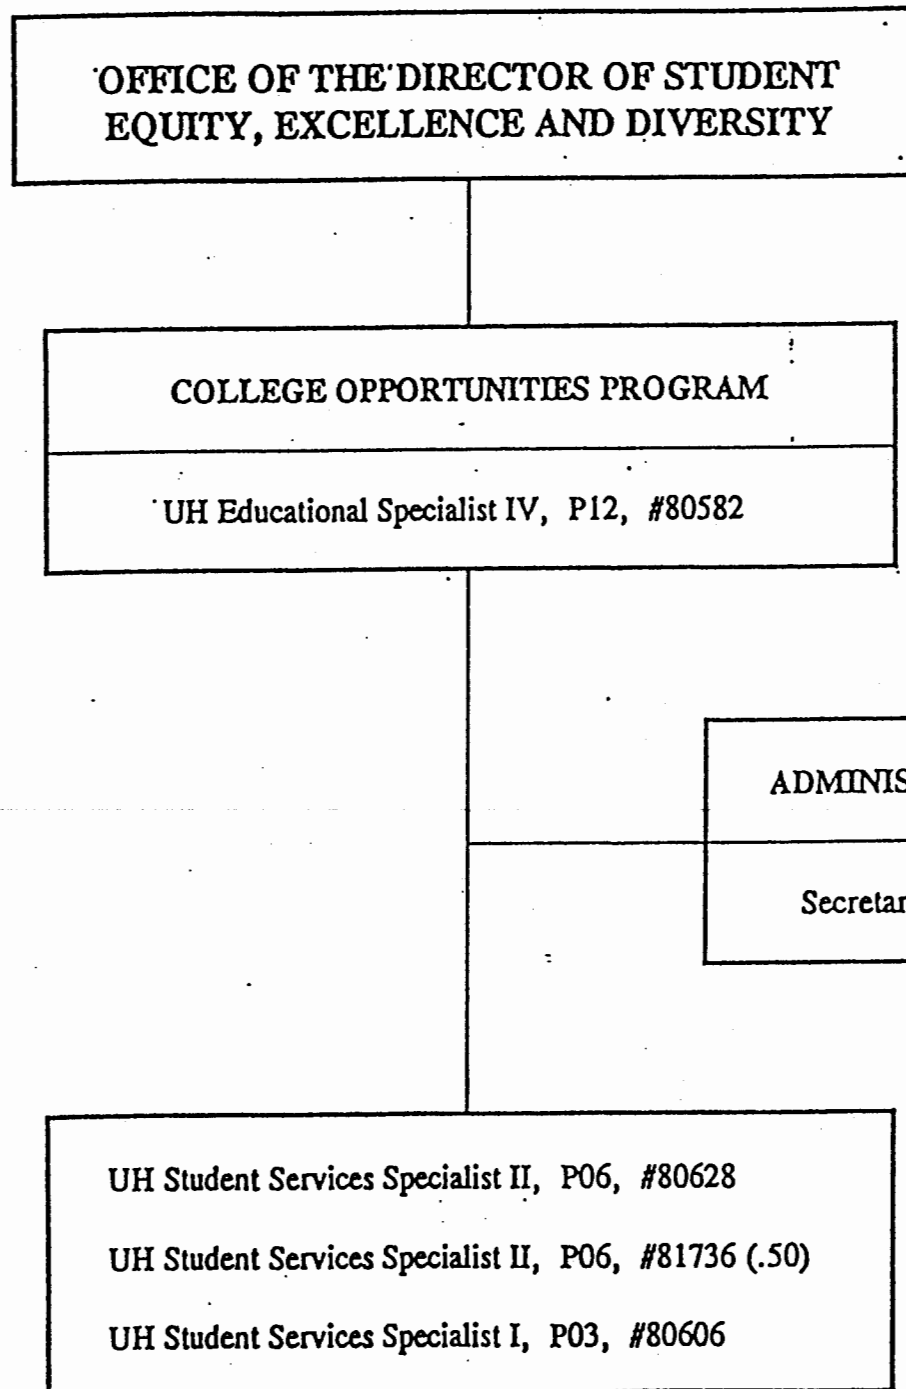 OFFICE OF THE DIRECTOR OF STUDENT
EQUITY, EXCELLENCE AND DIVERSITY
COLLEGE OPPORTUNITIES PROGRAM
UH Educational Specialist IV, P12, #80582
ADMINIS
Secretar
UH Student Services Specialist II, P06, #80628
UH Student Services Specialist II, P06, #81736 (.50)
UH Student Services Specialist I, P03, #80606